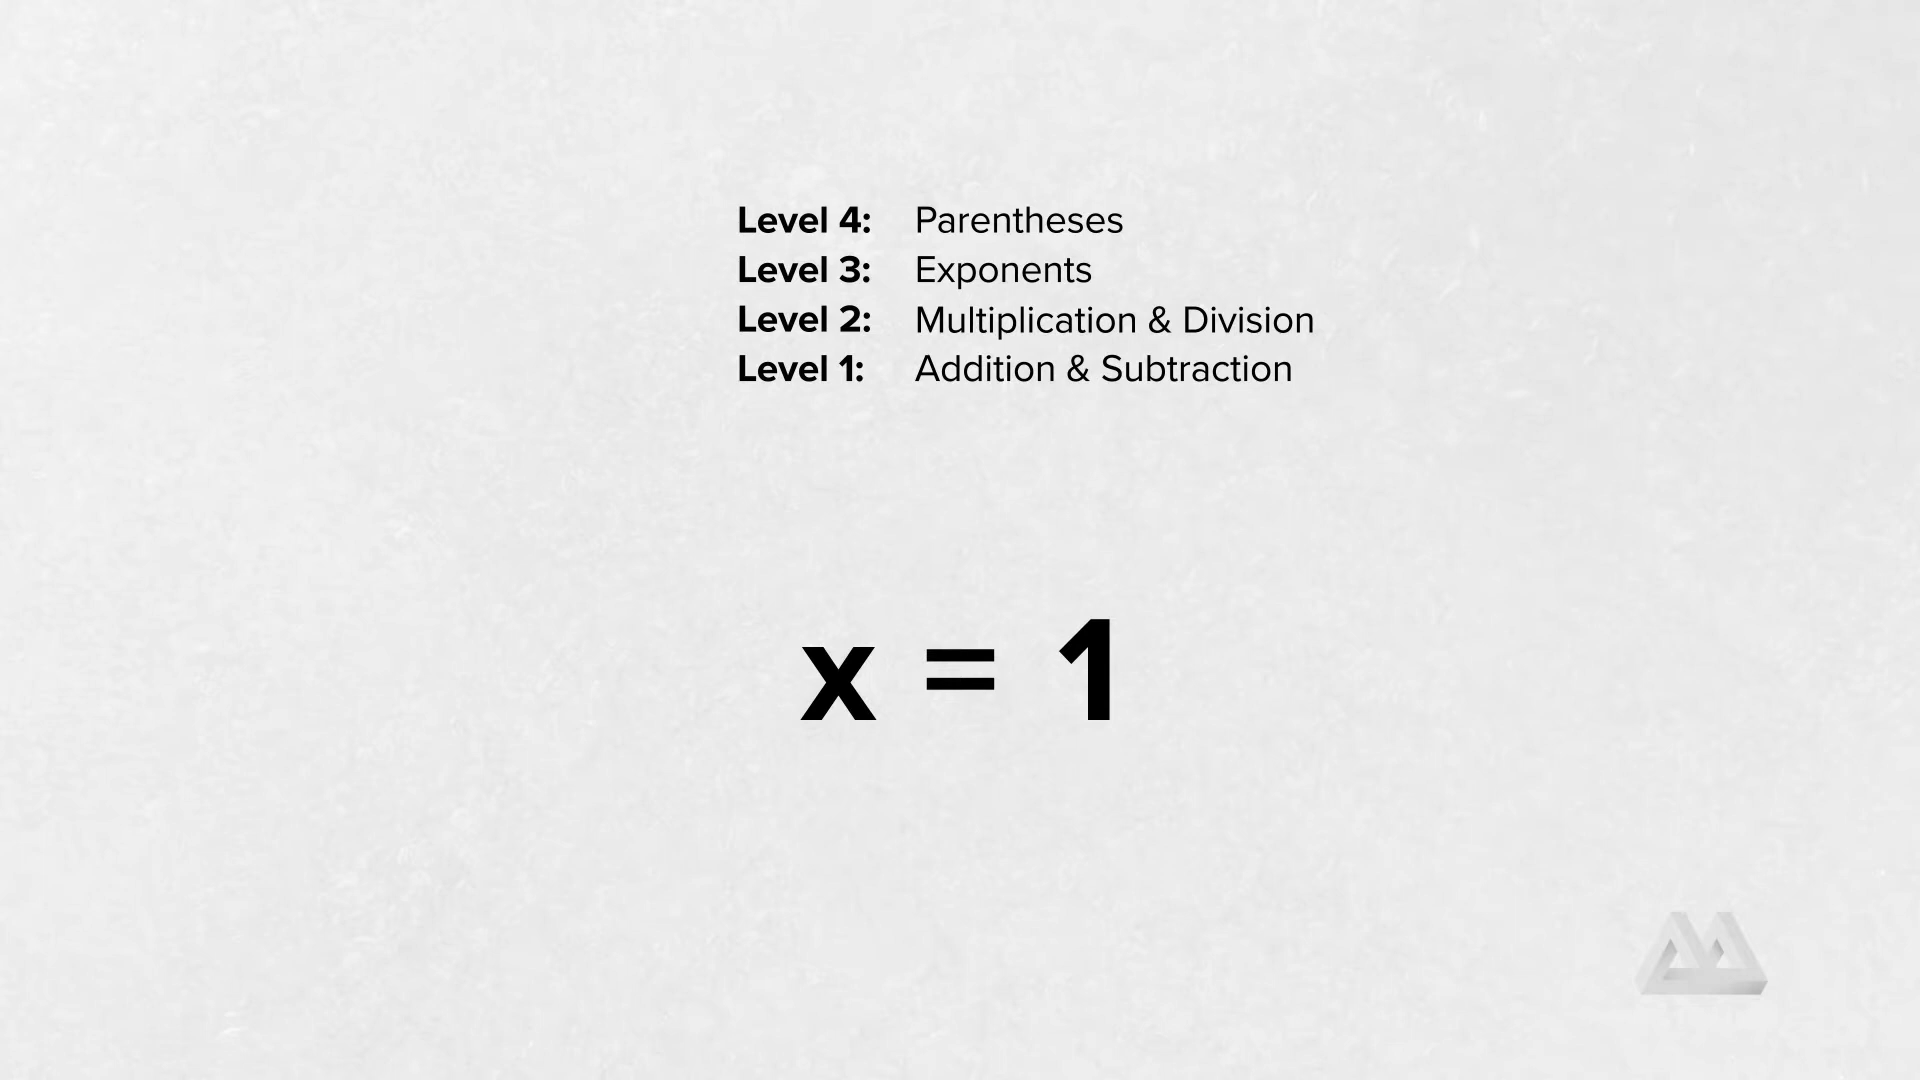 Level 4: Parentheses
Level 3: Exponents
Level 2: Multiplication & Division
Level 1: Addition & Subtraction
x = 1